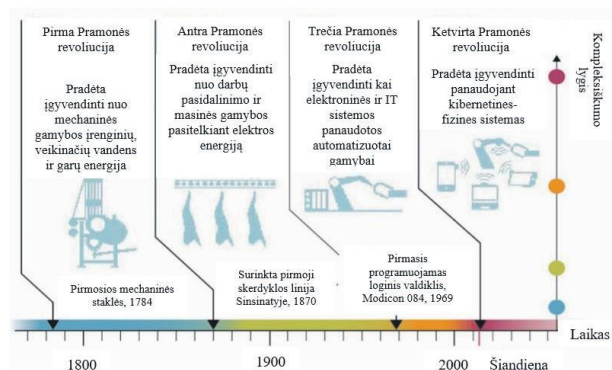 Pirma Pramonės
revoliucija
Pradėta
įgyvendinti nuo
mechaninės
gamybos įrenginių,
veikinačių vandens
ir garų energija
Pirmosios mechaninės
staklės, 1784
Antra Pramonės
revoliucija
Pradėta įgyvendinti
nuo darbų
pasidalinimo ir
masinės gamybos
pasitelkiant elektros
energiją
Surinkta pirmoji
skerdyklos linija
Sinsinatyje, 1870
Trečia Pramonės
revoliucija
Pradėta
įgyvendinti kai
elektroninės ir IT
sistemos
panaudotos
automatizuotai
gamybai
Pirmasis
programuojamas
loginis valdiklis,
Modicon 084, 1969
Ketvirta Pramonės
revoliucija
Pradėta įgyvendinti
panaudojant
kibernetines-
fizines sistemas
Kompleksiškumo
lygis
Laikas
1800
1900
2000
Šiandiena